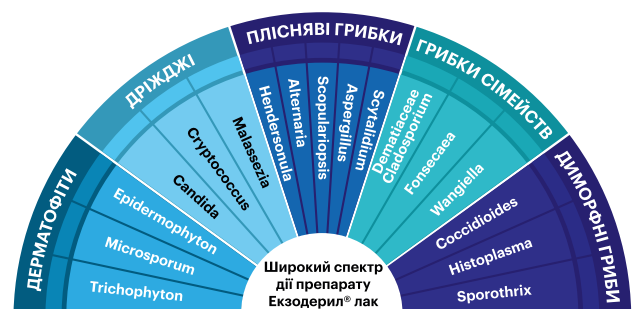 ДЕРМАТОФІТИ
Trichophyton
Microsporum
Epidermophyton
ДРІЖДЖІ
Candida
Cryptococcus
Malassezia
ПЛІСНЯВІ ГРИБКИ
Hendersonula
Alternaria
Scopulariopsis
Aspergillus
Scytalidium
ГРИБКИ СІМЕЙСТВ
Dematiaceae
Cladosporium
Fonsecaea
Wangiella
ДИМОРФНІ ГРИБИ
Coccidioides
Histoplasma
Sporothrix
Широкий спектр
дії препарату
Екзодерил® лак